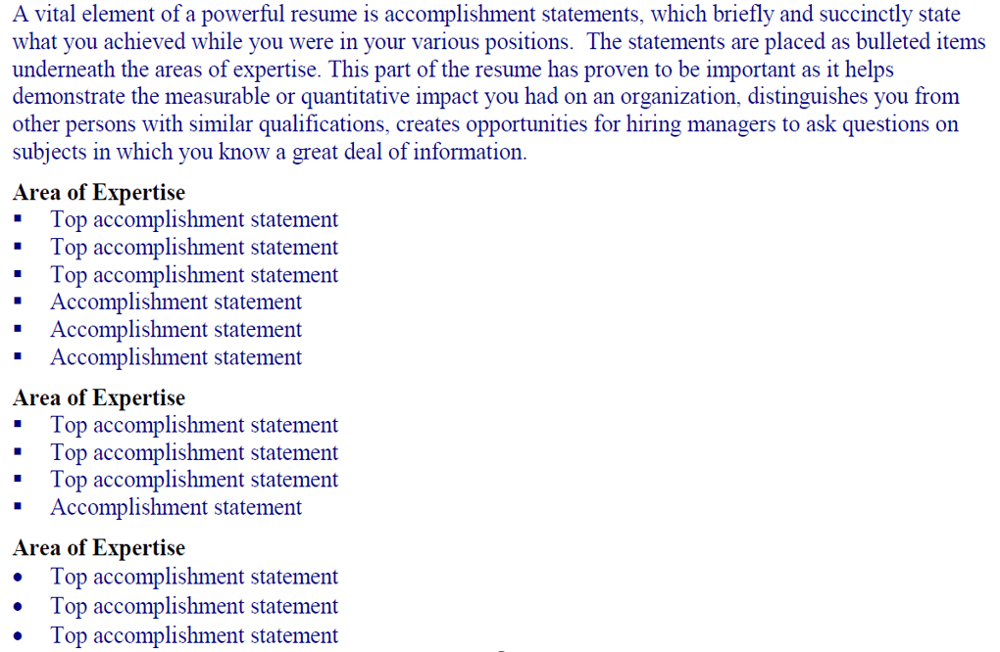 A vital element of a powerful resume is accomplishment statements, which briefly and succinctly state
what you achieved while you were in your various positions.  The statements are placed as bulleted items
underneath the areas of expertise. This part of the resume has proven to be important as it helps
demonstrate the measurable or quantitative impact you had on an organization, distinguishes you from
other persons with similar qualifications, creates opportunities for hiring managers to ask questions on
subjects in which you know a great deal of information.
Area of Expertise
▪ Top accomplishment statement
▪ Top accomplishment statement
▪ Top accomplishment statement
▪ Accomplishment statement
▪ Accomplishment statement
▪ Accomplishment statement
Area of Expertise
▪ Top accomplishment statement
▪ Top accomplishment statement
▪ Top accomplishment statement
▪ Accomplishment statement
Area of Expertise
• Top accomplishment statement
• Top accomplishment statement
• Top accomplishment statement